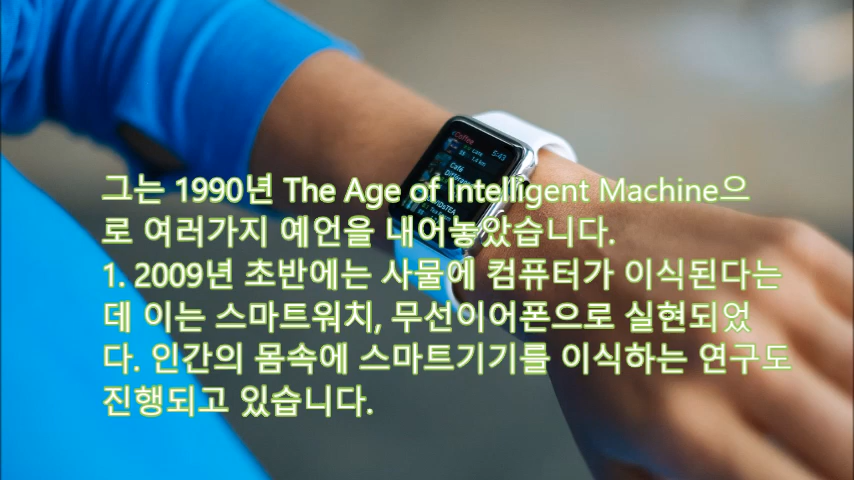 Coffee
5:43
Café
그는 1990년 The Age of Intelligent Machine으
로 여러가지 예언을 내어놓았습니다.
1. 2009년 초반에는 사물에 컴퓨터가 이식된다는
데 이는 스마트워치, 무선이어폰으로 실현되었
다. 인간의 몸속에 스마트기기를 이식하는 연구도
진행되고 있습니다.